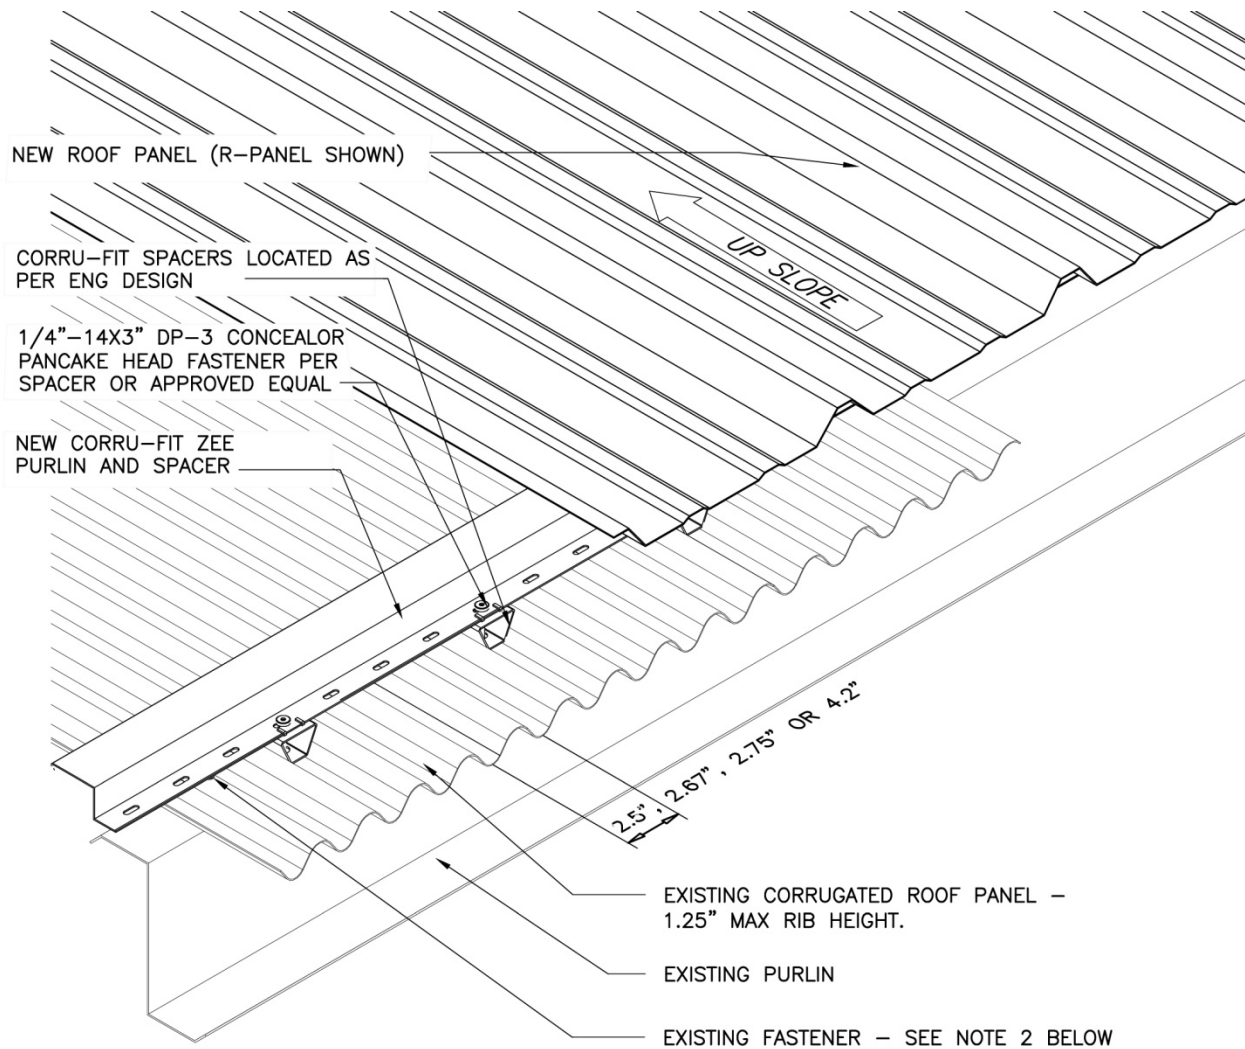 NEW ROOF PANEL (R-PANEL SHOWN)
UP SLOPE
CORRU-FIT SPACERS LOCATED AS
PER ENG DESIGN
1/4"-14X3" DP-3 CONCEALOR
PANCAKE HEAD FASTENER PER
SPACER OR APPROVED EQUAL
NEW CORRU-FIT ZEE
PURLIN AND SPACER
2.5", 2.67", 2.75" OR 4.2"
EXISTING CORRUGATED ROOF PANEL -
1.25" MAX RIB HEIGHT.
EXISTING PURLIN
EXISTING FASTENER - SEE NOTE 2 BELOW